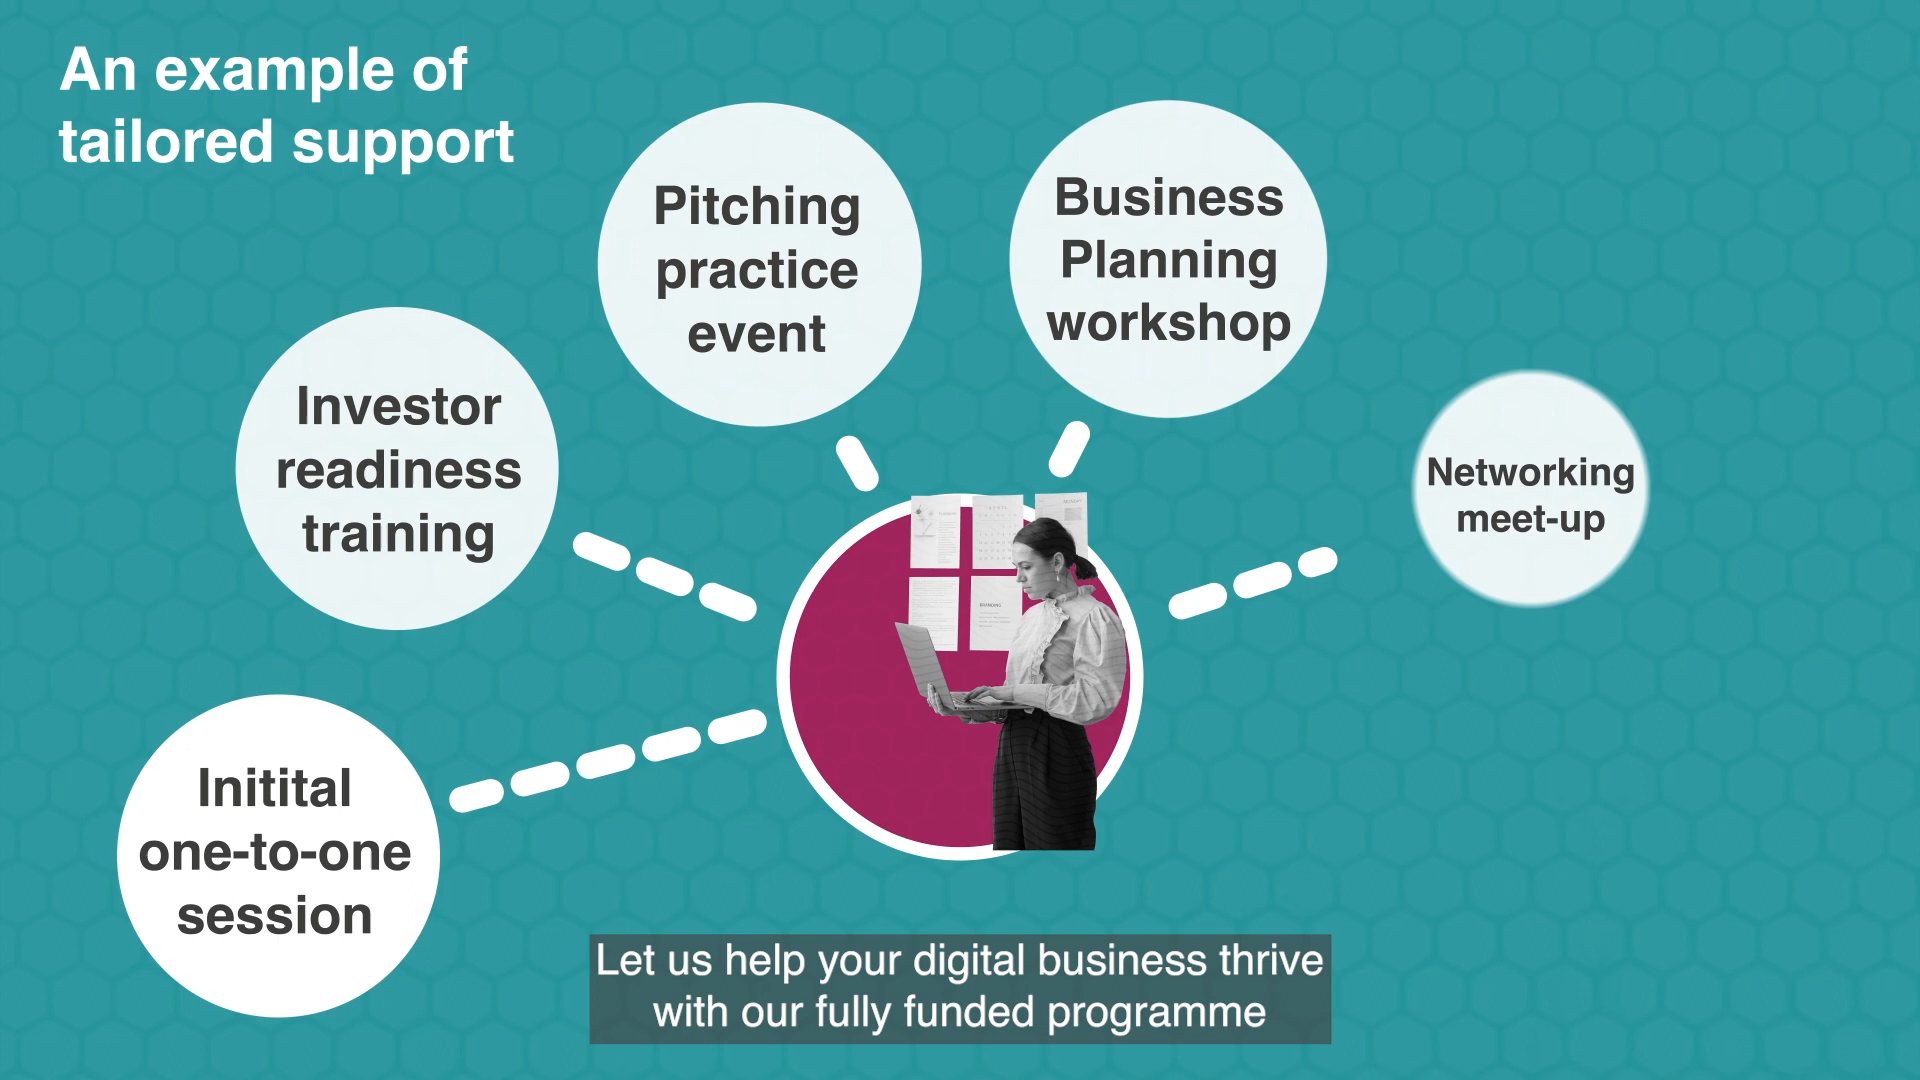 An example of
tailored support
Pitching
practice
event
Business
Planning
workshop
Investor
readiness
training
Networking
meet-up
BRANDING
Initital
one-to-one
session
Let us help your digital business thrive
with our fully funded programme